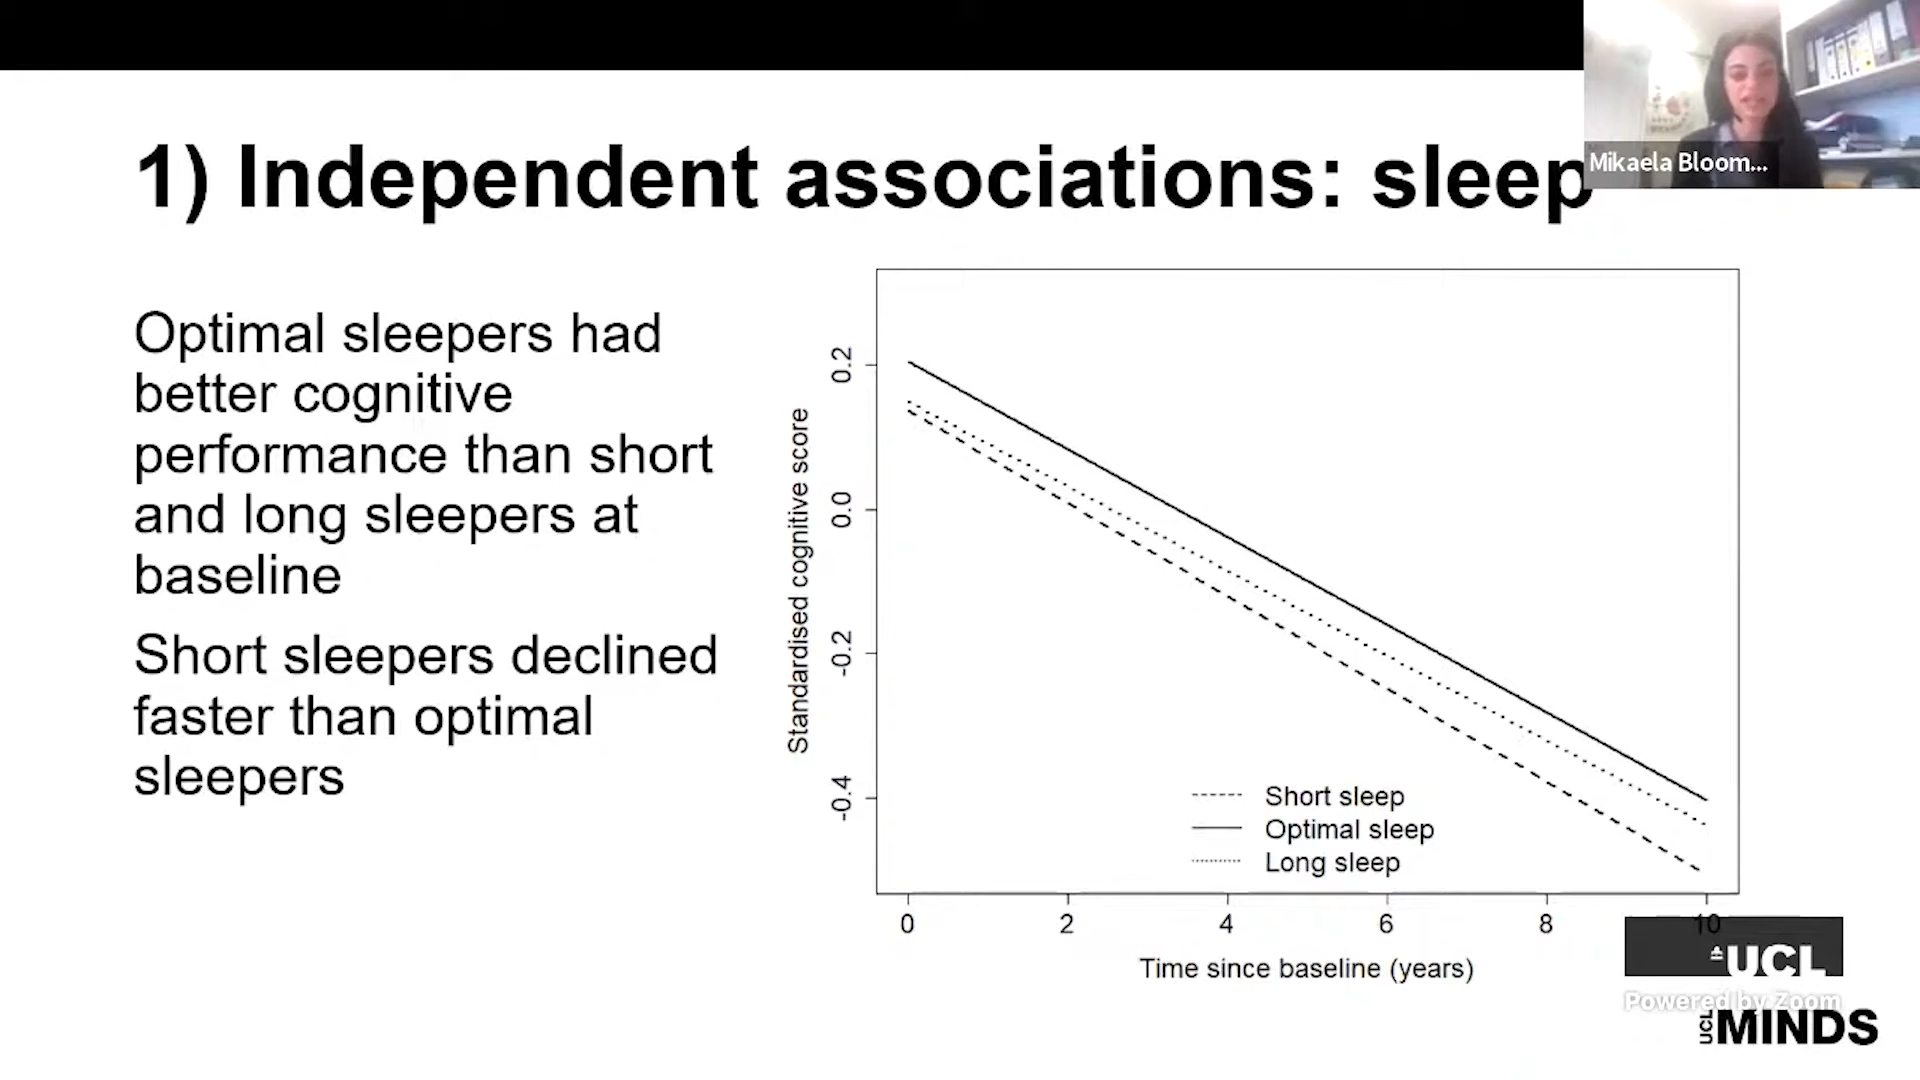 Mikaela Bloom...
1) Independent associations: sleep
Optimal sleepers had
better cognitive
performance than short
and long sleepers at
baseline
Short sleepers declined
faster than optimal
sleepers
Standardised cognitive score
0.2
0.0
-0.2
-0.4
Short sleep
Optimal sleep
Long sleep
0 2 4 6 8 10
Time since baseline (years)
UCL
Powered by Zoom
UCL MINDS